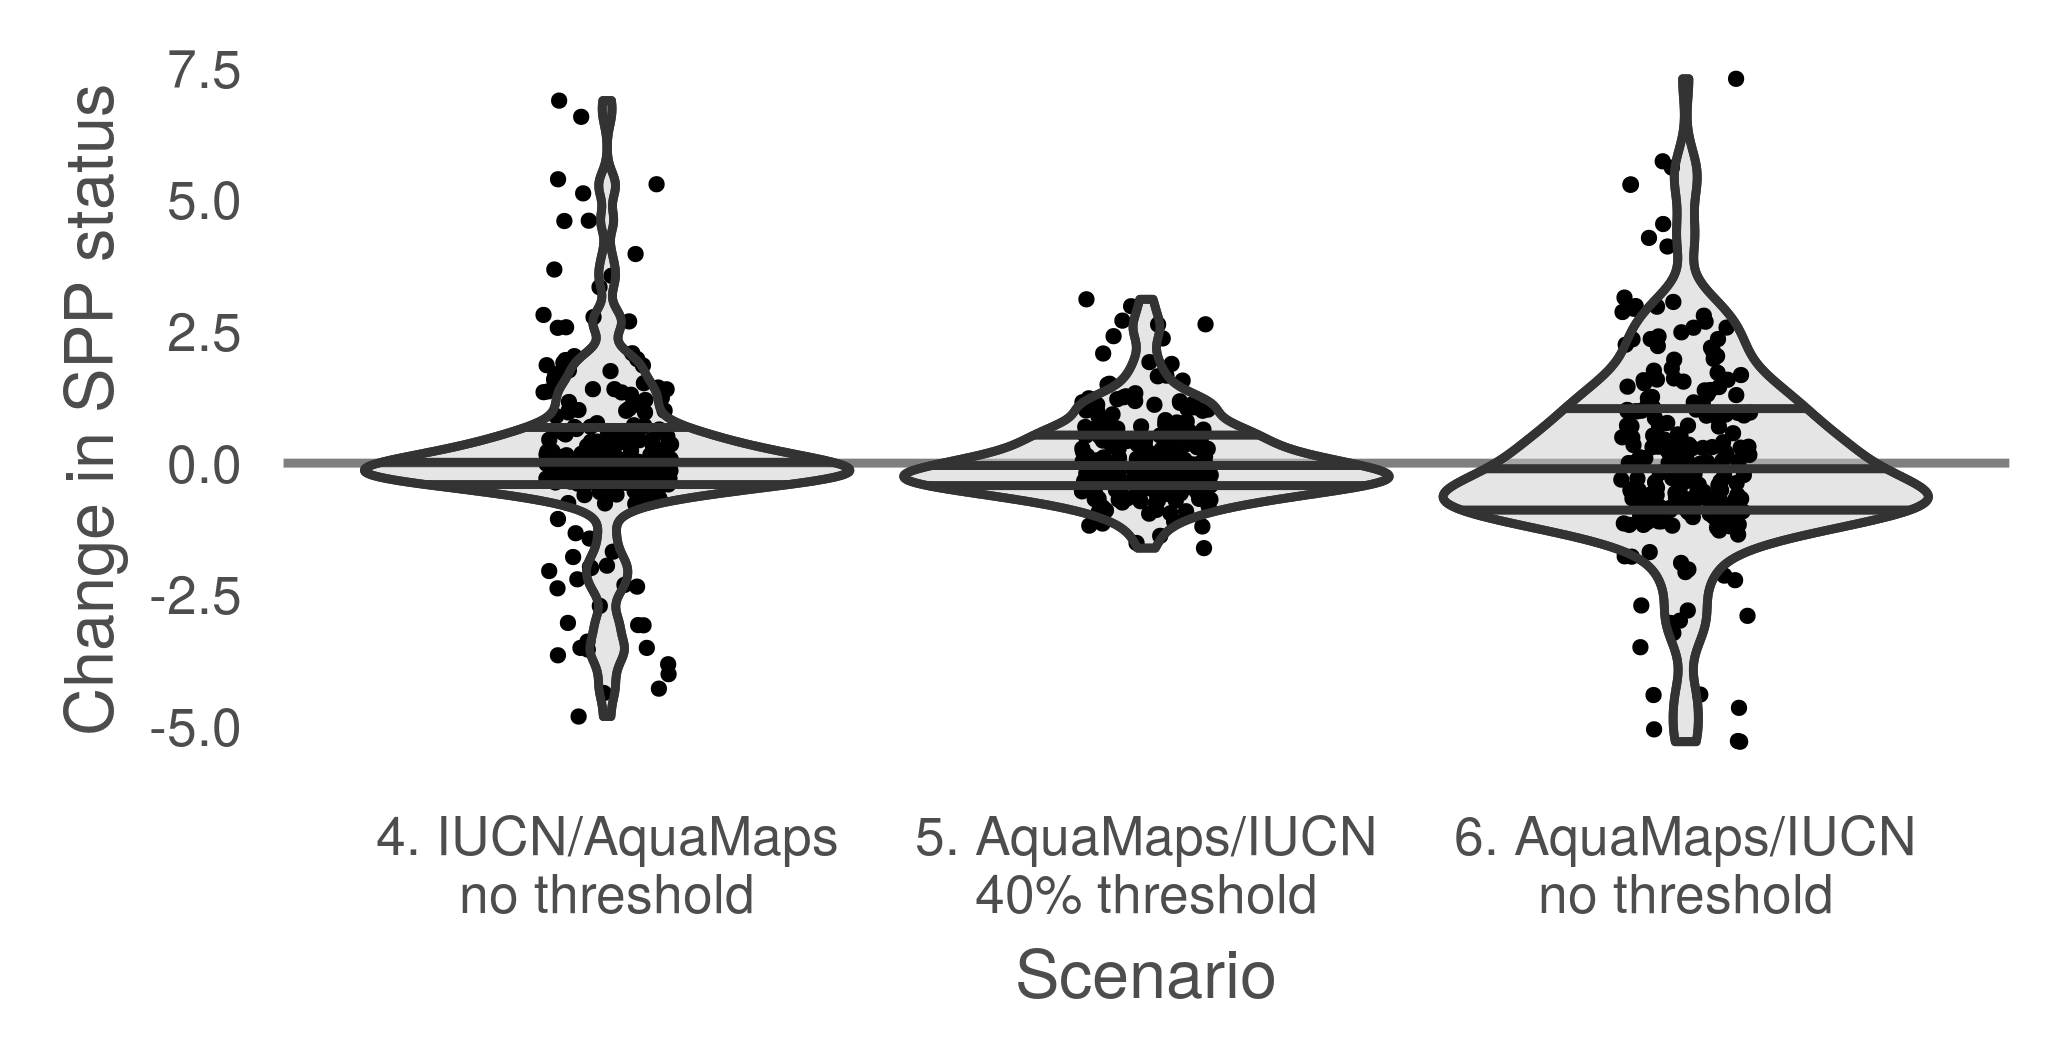 Change in SPP status
7.5
5.0
2.5
0.0
-2.5
-5.0
4. IUCN/AquaMaps
no threshold
5. AquaMaps/IUCN
40% threshold
6. AquaMaps/IUCN
no threshold
Scenario